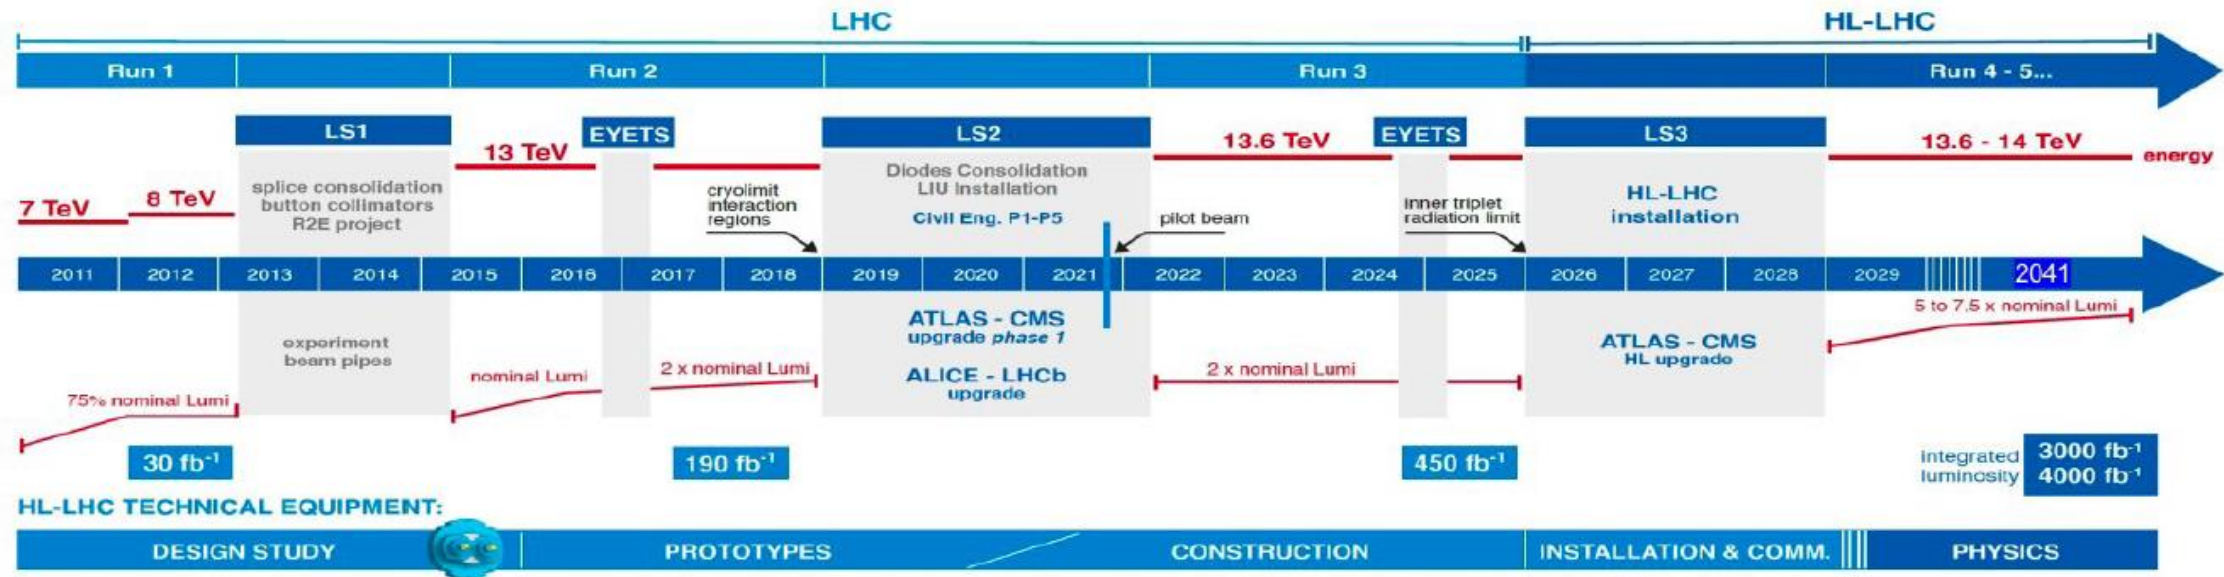 LHC
HL-LHC
Run 1
Run 2
Run 3
Run 4 - 5...
LS1
EYETS
LS2
EYETS
LS3
7 TeV
8 TeV
13 TeV
13.6 TeV
13.6 - 14 TeV
energy
splice consolidation
button collimators
R2E project
cryolimit
interaction
regions
Diodes Consolidation
LIU Installation
Civil Eng. P1-P5
pilot beam
inner triplet
radiation limit
HL-LHC
installation
2011
2012
2013
2014
2015
2016
2017
2018
2019
2020
2021
2022
2023
2024
2025
2026
2027
2028
2029
2041
75% nominal Lumi
experiment
beam pipes
nominal Lumi
2 x nominal Lumi
ATLAS - CMS
upgrade phase 1
ALICE - LHCb
upgrade
2 x nominal Lumi
ATLAS - CMS
HL upgrade
5 to 7.5 x nominal Lumi
30 fb⁻¹
190 fb⁻¹
450 fb⁻¹
integrated
luminosity
3000 fb⁻¹
4000 fb⁻¹
HL-LHC TECHNICAL EQUIPMENT:
DESIGN STUDY
PROTOTYPES
CONSTRUCTION
INSTALLATION & COMM.
PHYSICS